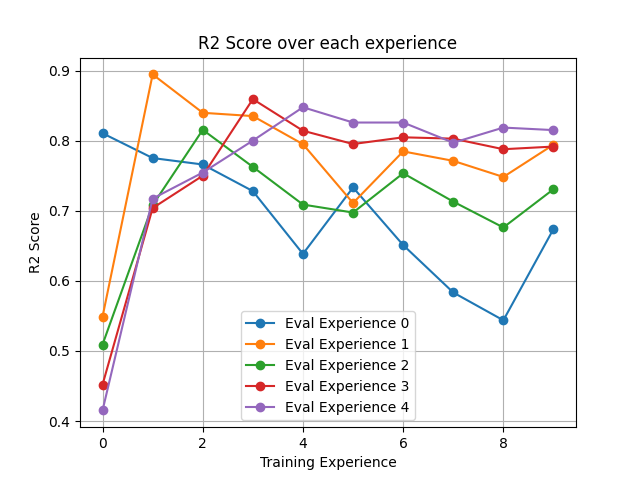 R2 Score over each experience
0.9
0.8
0.7
0.6
0.5
0.4
R2 Score
Eval Experience 0
Eval Experience 1
Eval Experience 2
Eval Experience 3
Eval Experience 4
0 2 4 6 8
Training Experience